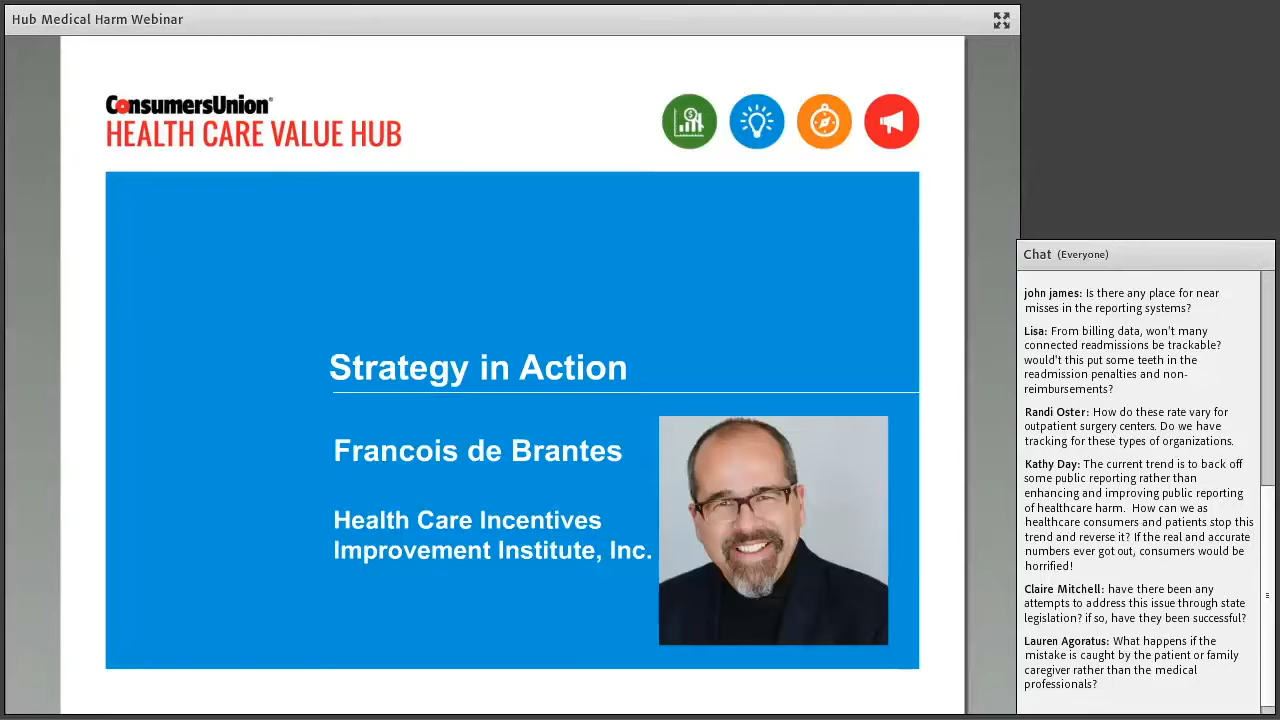 Hub Medical Harm Webinar
ConsumersUnion®
HEALTH CARE VALUE HUB
Strategy in Action
Francois de Brantes
Health Care Incentives
Improvement Institute, Inc.
Chat (Everyone)
john james: Is there any place for near
misses in the reporting systems?
Lisa: From billing data, won't many
connected readmissions be trackable?
would't this put some teeth in the
readmission penalties and non-
reimbursements?
Randi Oster: How do these rate vary for
outpatient surgery centers. Do we have
tracking for these types of organizations.
Kathy Day: The current trend is to back off
some public reporting rather than
enhancing and improving public reporting
of healthcare harm. How can we as
healthcare consumers and patients stop this
trend and reverse it? If the real and accurate
numbers ever got out, consumers would be
horrified!
Claire Mitchell: have there been any
attempts to address this issue through state
legislation? if so, have they been successful?
Lauren Agoratus: What happens if the
mistake is caught by the patient or family
caregiver rather than the medical
professionals?